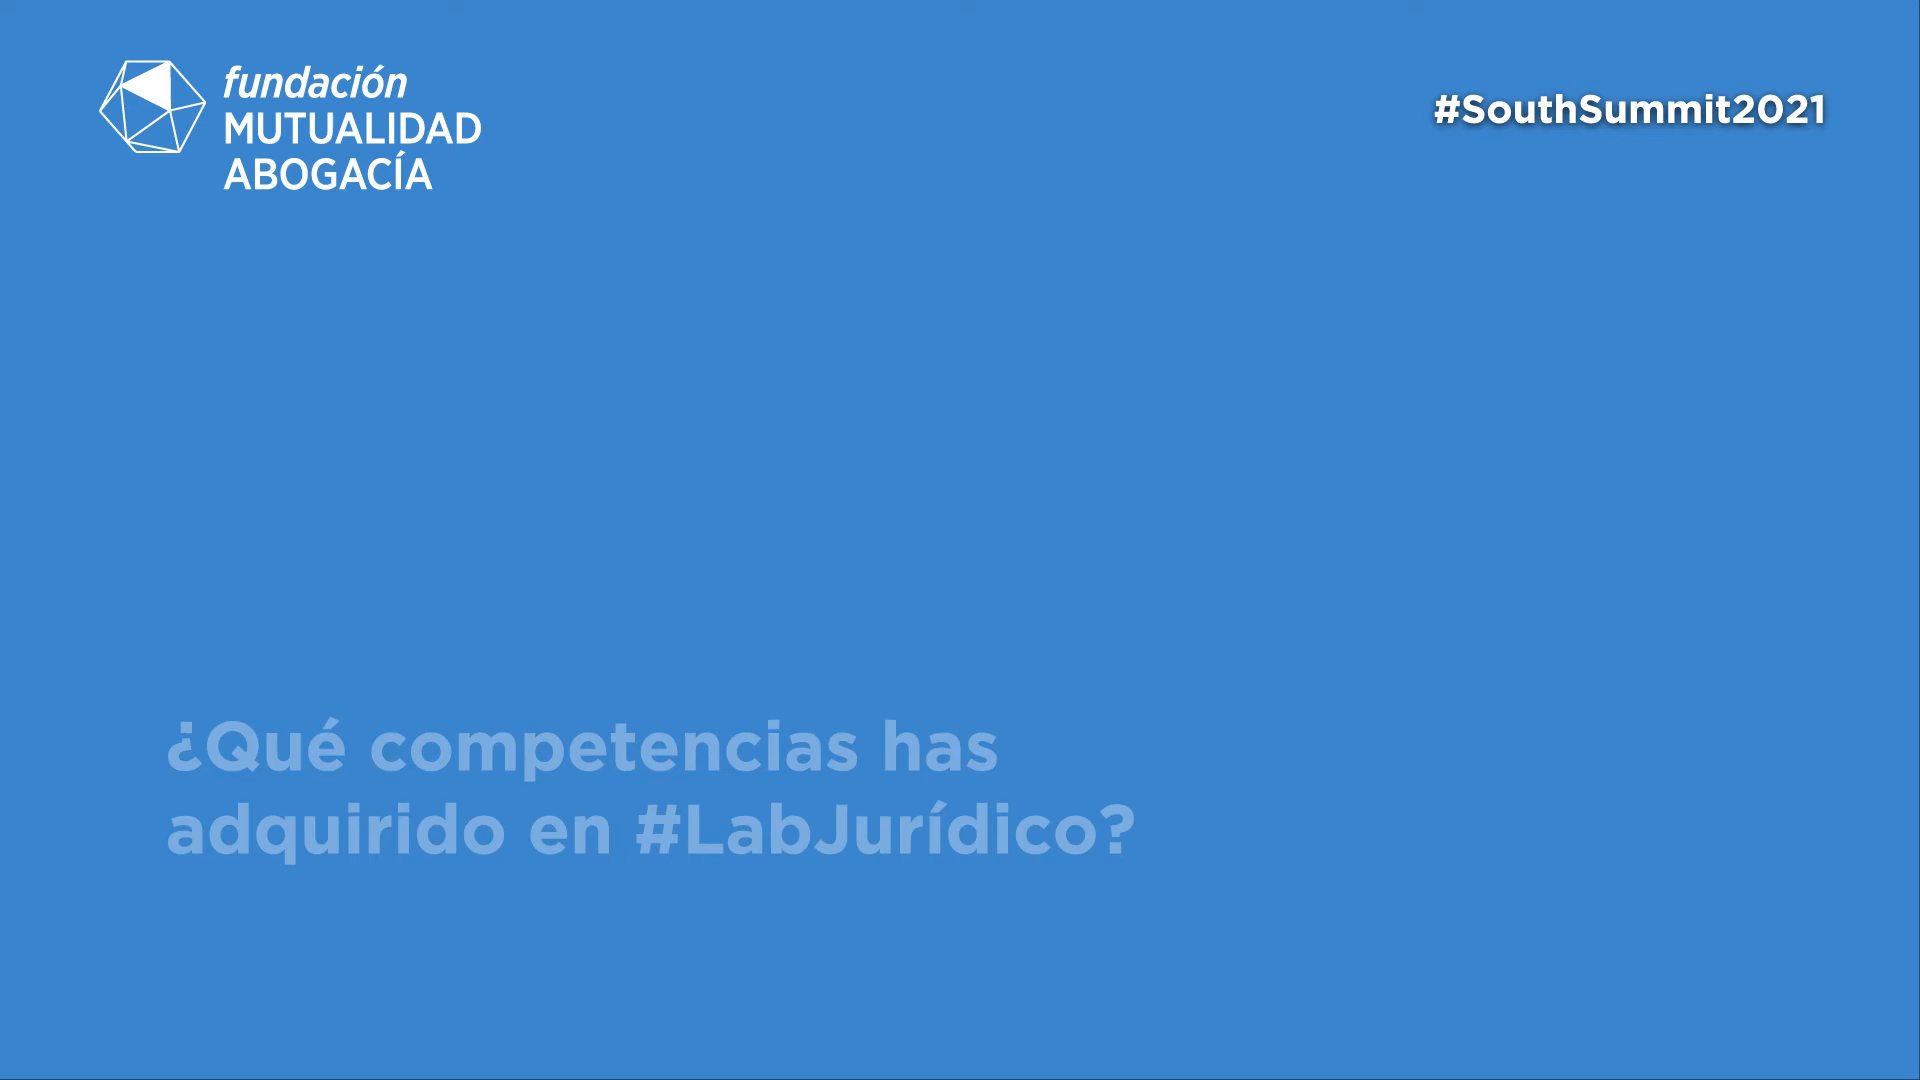 fundación
MUTUALIDAD
ABOGACÍA
#SouthSummit2021
¿Qué competencias has
adquirido en #LabJurídico?